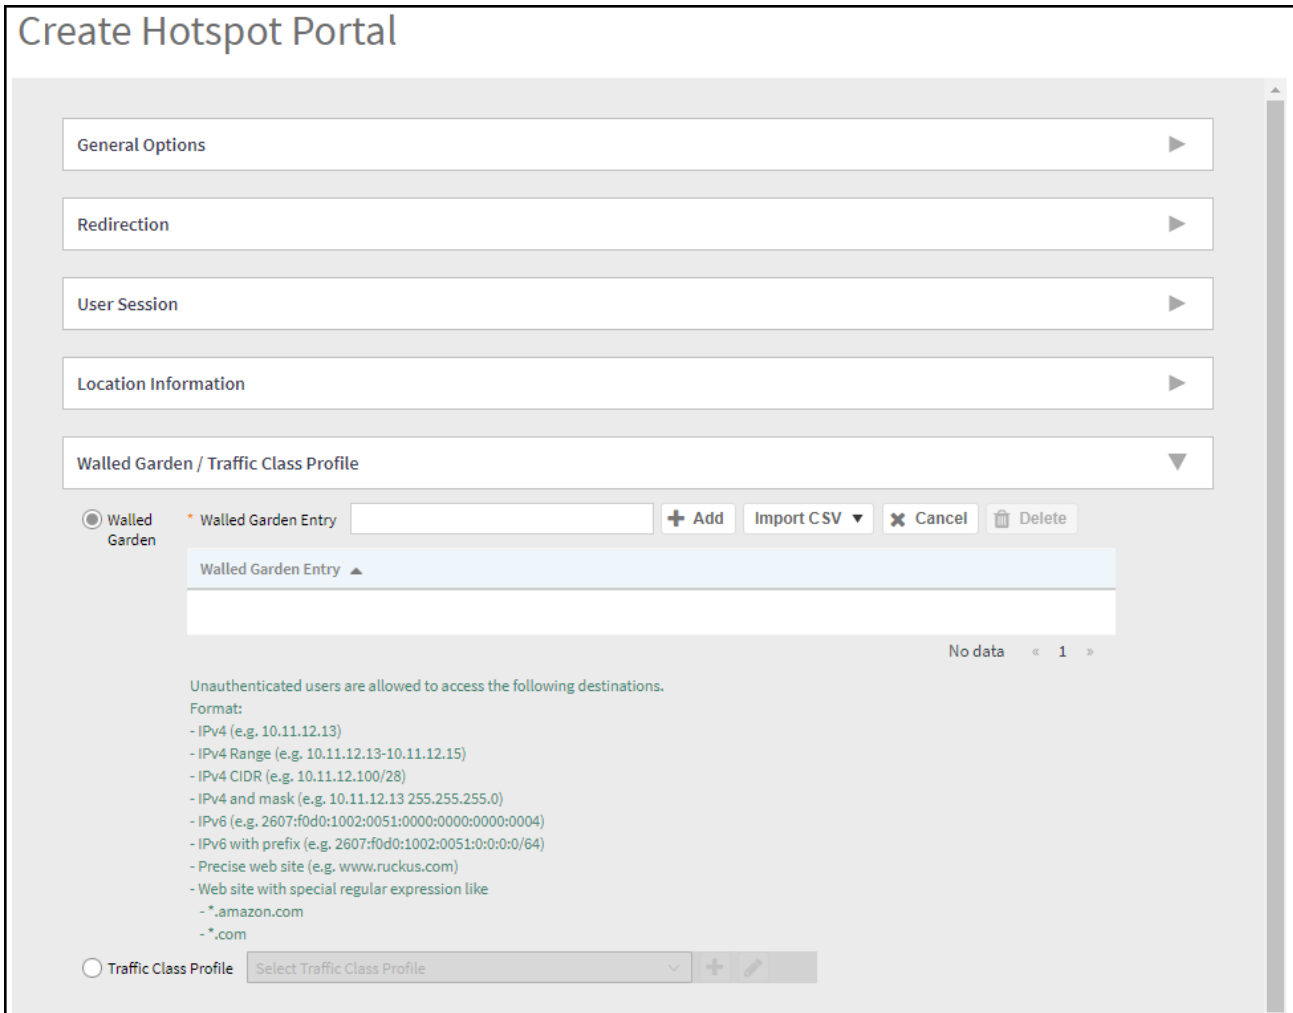 Create Hotspot Portal
General Options
Redirection
User Session
Location Information
Walled Garden / Traffic Class Profile
Walled Garden
* Walled Garden Entry
Add
Import CSV
Cancel
Delete
Walled Garden Entry
No data « 1 »
Unauthenticated users are allowed to access the following destinations.
Format:
- IPv4 (e.g. 10.11.12.13)
- IPv4 Range (e.g. 10.11.12.13-10.11.12.15)
- IPv4 CIDR (e.g. 10.11.12.100/28)
- IPv4 and mask (e.g. 10.11.12.13 255.255.255.0)
- IPv6 (e.g. 2607:f0d0:1002:0051:0000:0000:0000:0004)
- IPv6 with prefix (e.g. 2607:f0d0:1002:0051:0:0:0:0/64)
- Precise web site (e.g. www.ruckus.com)
- Web site with special regular expression like
- *.amazon.com
- *.com
Traffic Class Profile
Select Traffic Class Profile